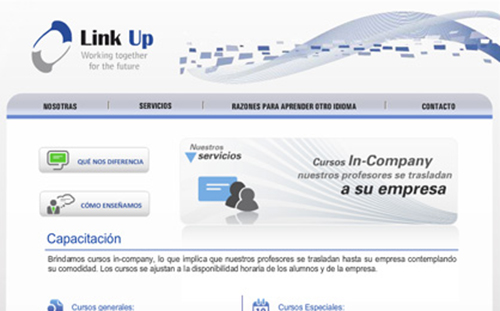 Link Up
Working together
for the future
NOSOTRAS | SERVICIOS | RAZONES PARA APRENDER OTRO IDIOMA | CONTACTO
QUÉ NOS DIFERENCIA
CÓMO ENSEÑAMOS
Nuestros
servicios
Cursos In-Company
nuestros profesores se trasladan
a su empresa
Capacitación
Brindamos cursos in-company, lo que implica que nuestros profesores se trasladan hasta su empresa contemplando
su comodidad. Los cursos se ajustan a la disponibilidad horaria de los alumnos y de la empresa.
Cursos generales:
Cursos Especiales: